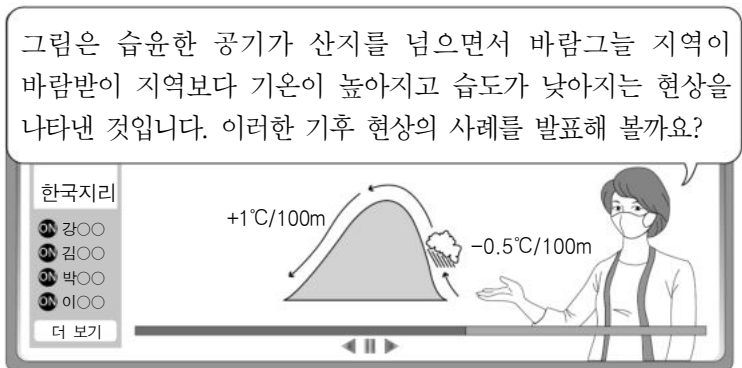 그림은 습윤한 공기가 산지를 넘으면서 바람그늘 지역이
바람받이 지역보다 기온이 높아지고 습도가 낮아지는 현상을
나타낸 것입니다. 이러한 기후 현상의 사례를 발표해 볼까요?
한국지리
ON 강○○
ON 김○○
ON 박○○
ON 이○○
더 보기
+1℃/100m
-0.5℃/100m